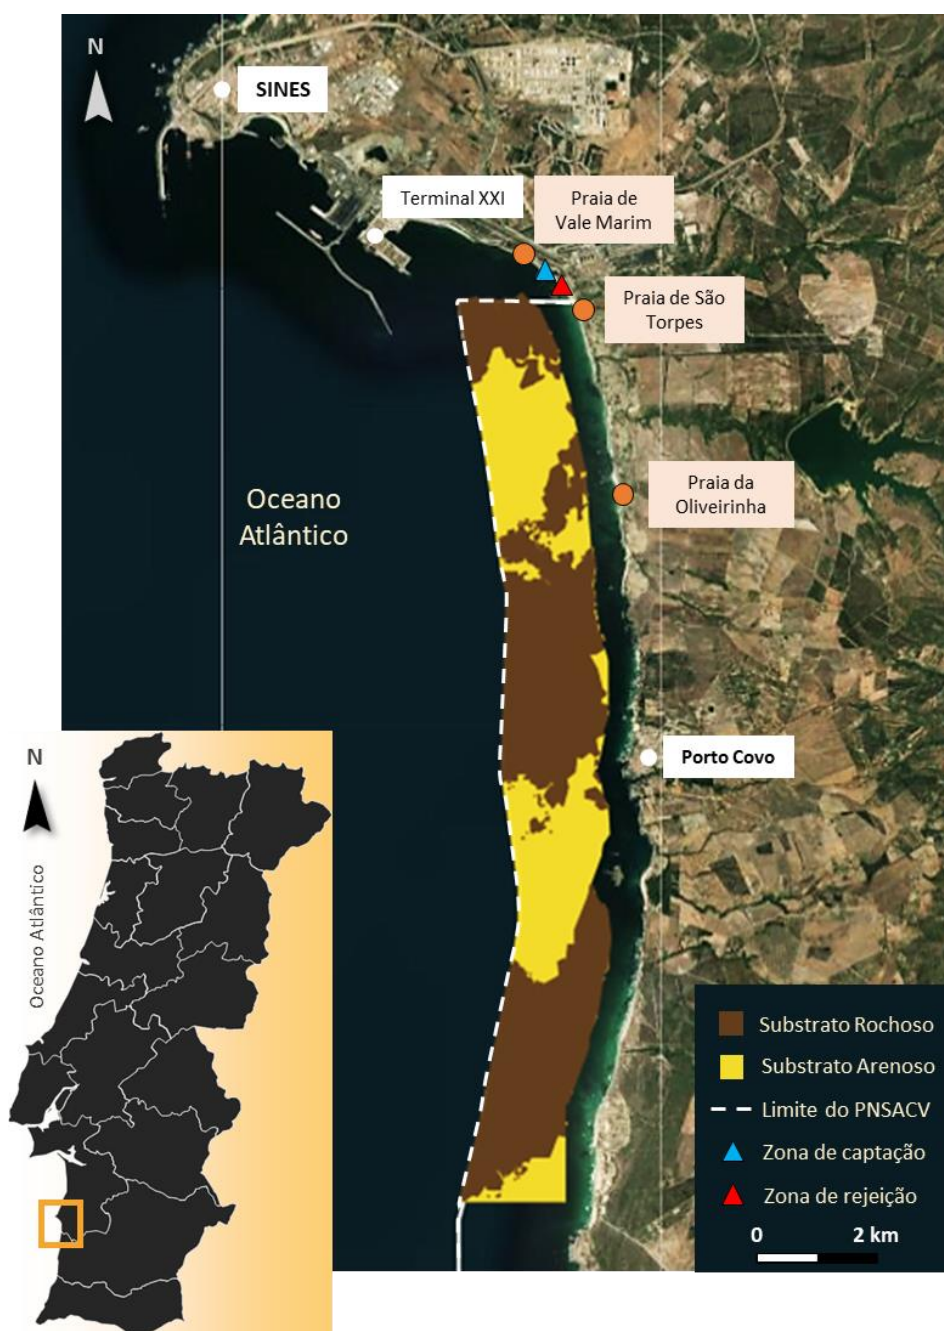 N
SINES
Terminal XXI
Praia de
Vale Marim
Praia de São
Torpes
Oceano
Atlântico
Praia da
Oliveirinha
Porto Covo
N
Oceano Atlântico
Substrato Rochoso
Substrato Arenoso
Limite do PNSACV
Zona de captação
Zona de rejeição
0 2 km